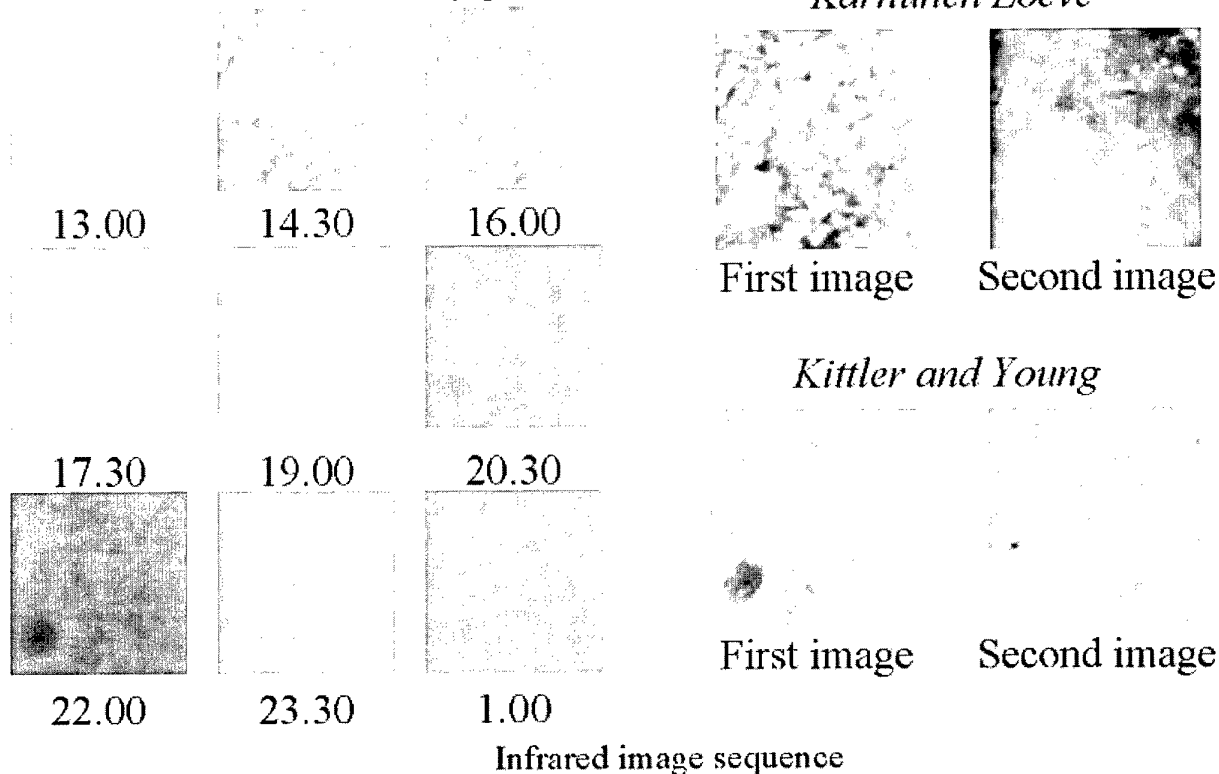 Karhunen Loeve
13.00 14.30 16.00
First image Second image
Kittler and Young
17.30 19.00 20.30
First image Second image
22.00 23.30 1.00
Infrared image sequence